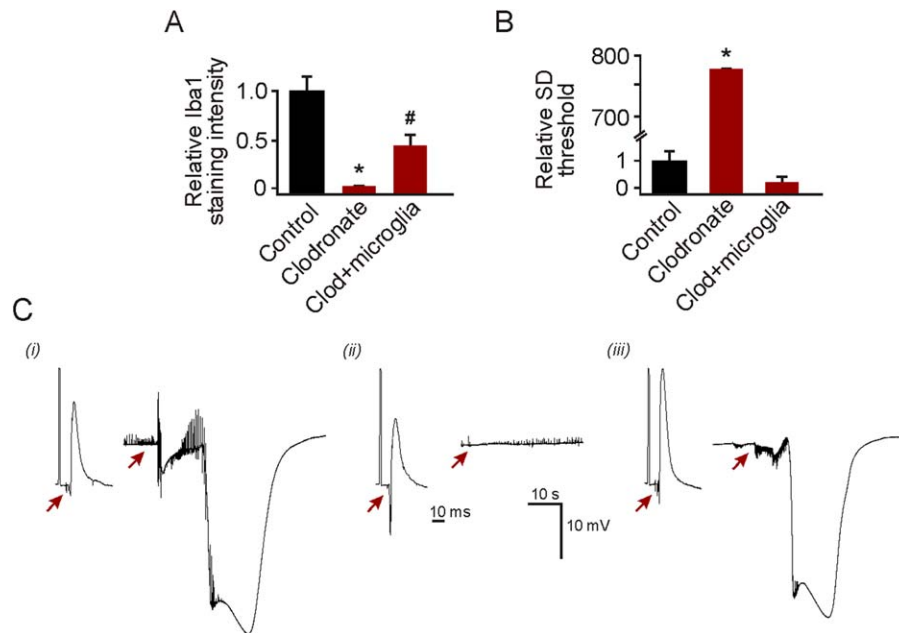 A
Relative Iba1
staining intensity
1.0
0.5
0
*
#
Control
Clodronate
Clod+microglia
B
Relative SD
threshold
800
700
1
0
*
Control
Clodronate
Clod+microglia
C
(i)
(ii)
(iii)
10 ms
10 s
10 mV